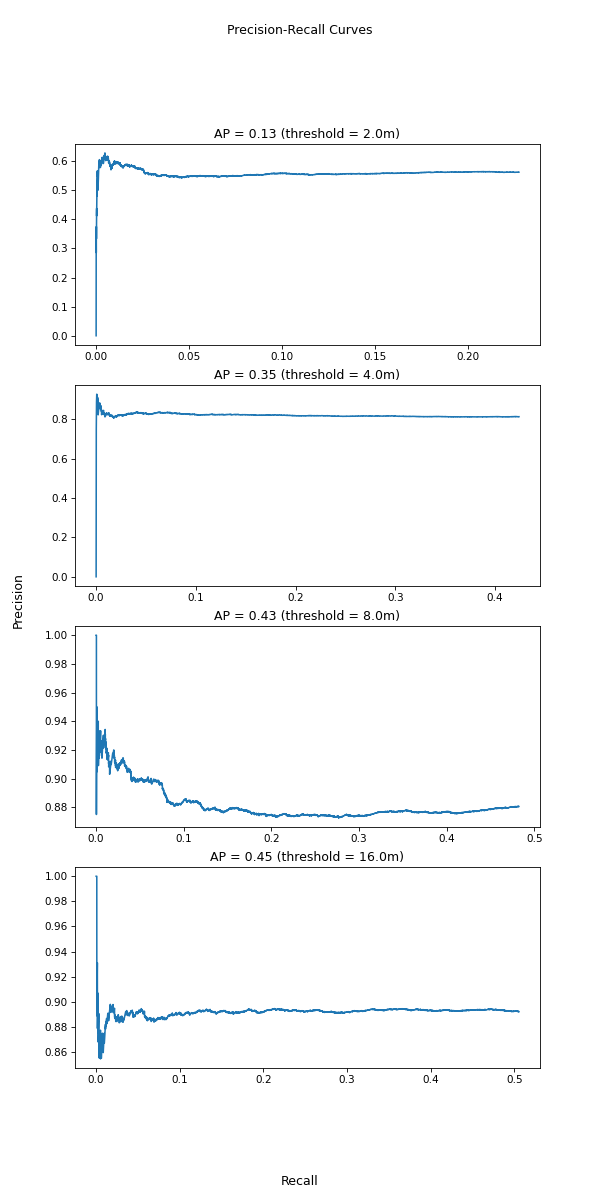 Precision-Recall Curves
AP = 0.13 (threshold = 2.0m)
0.6
0.5
0.4
0.3
0.2
0.1
0.0
0.00 0.05 0.10 0.15 0.20
AP = 0.35 (threshold = 4.0m)
0.8
0.6
0.4
0.2
0.0
0.0 0.1 0.2 0.3 0.4
Precision
AP = 0.43 (threshold = 8.0m)
1.00
0.98
0.96
0.94
0.92
0.90
0.88
0.0 0.1 0.2 0.3 0.4 0.5
AP = 0.45 (threshold = 16.0m)
1.00
0.98
0.96
0.94
0.92
0.90
0.88
0.86
0.0 0.1 0.2 0.3 0.4 0.5
Recall